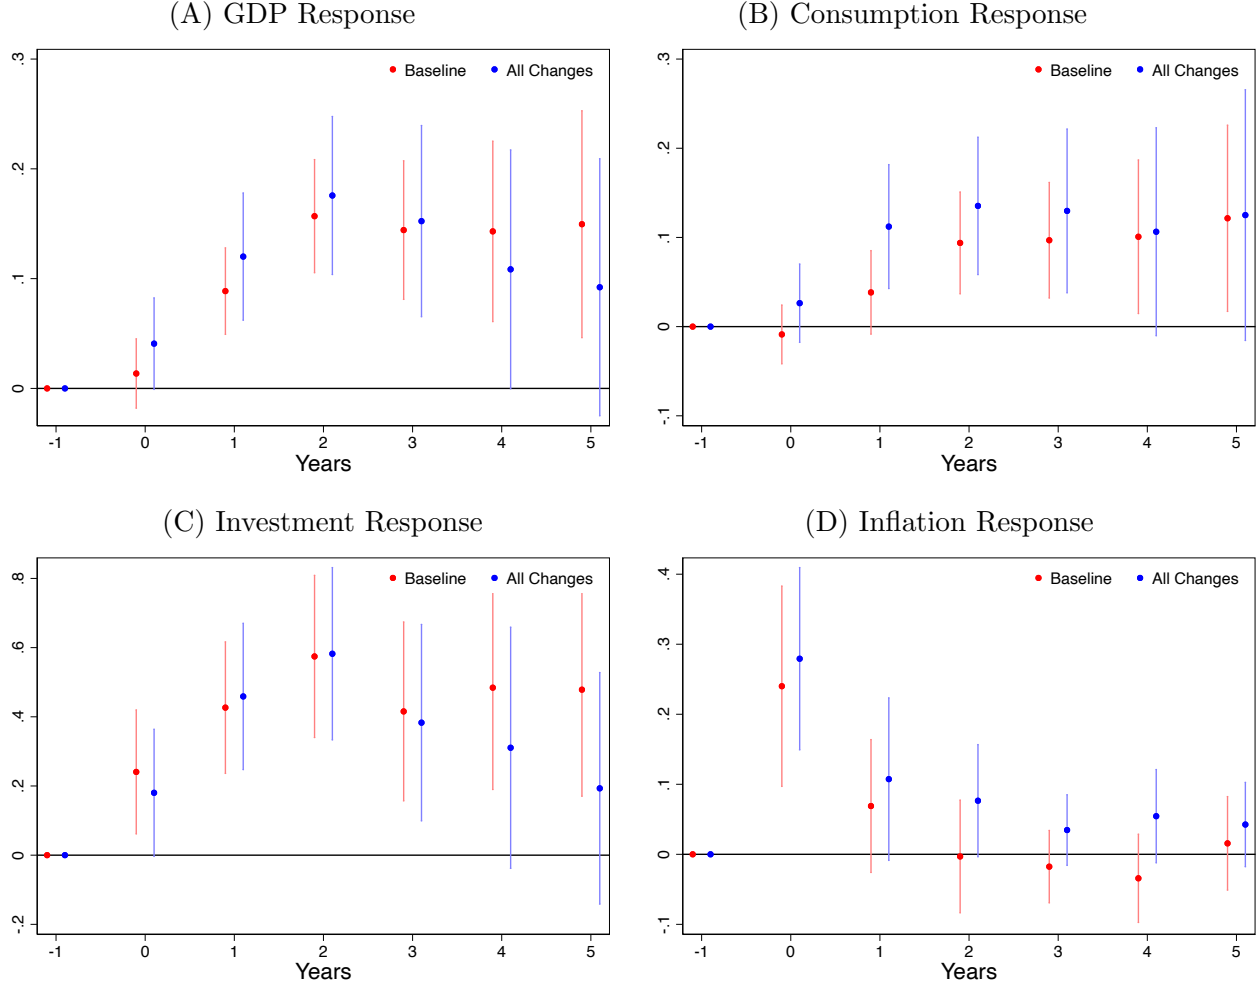 (A) GDP Response
Baseline All Changes
.3
.2
.1
0
-1 0 1 2 3 4 5
Years
(B) Consumption Response
Baseline All Changes
.3
.2
.1
0
-.1
-1 0 1 2 3 4 5
Years
(C) Investment Response
Baseline All Changes
.8
.6
.4
.2
0
-.2
-1 0 1 2 3 4 5
Years
(D) Inflation Response
Baseline All Changes
.4
.3
.2
.1
0
-.1
-1 0 1 2 3 4 5
Years